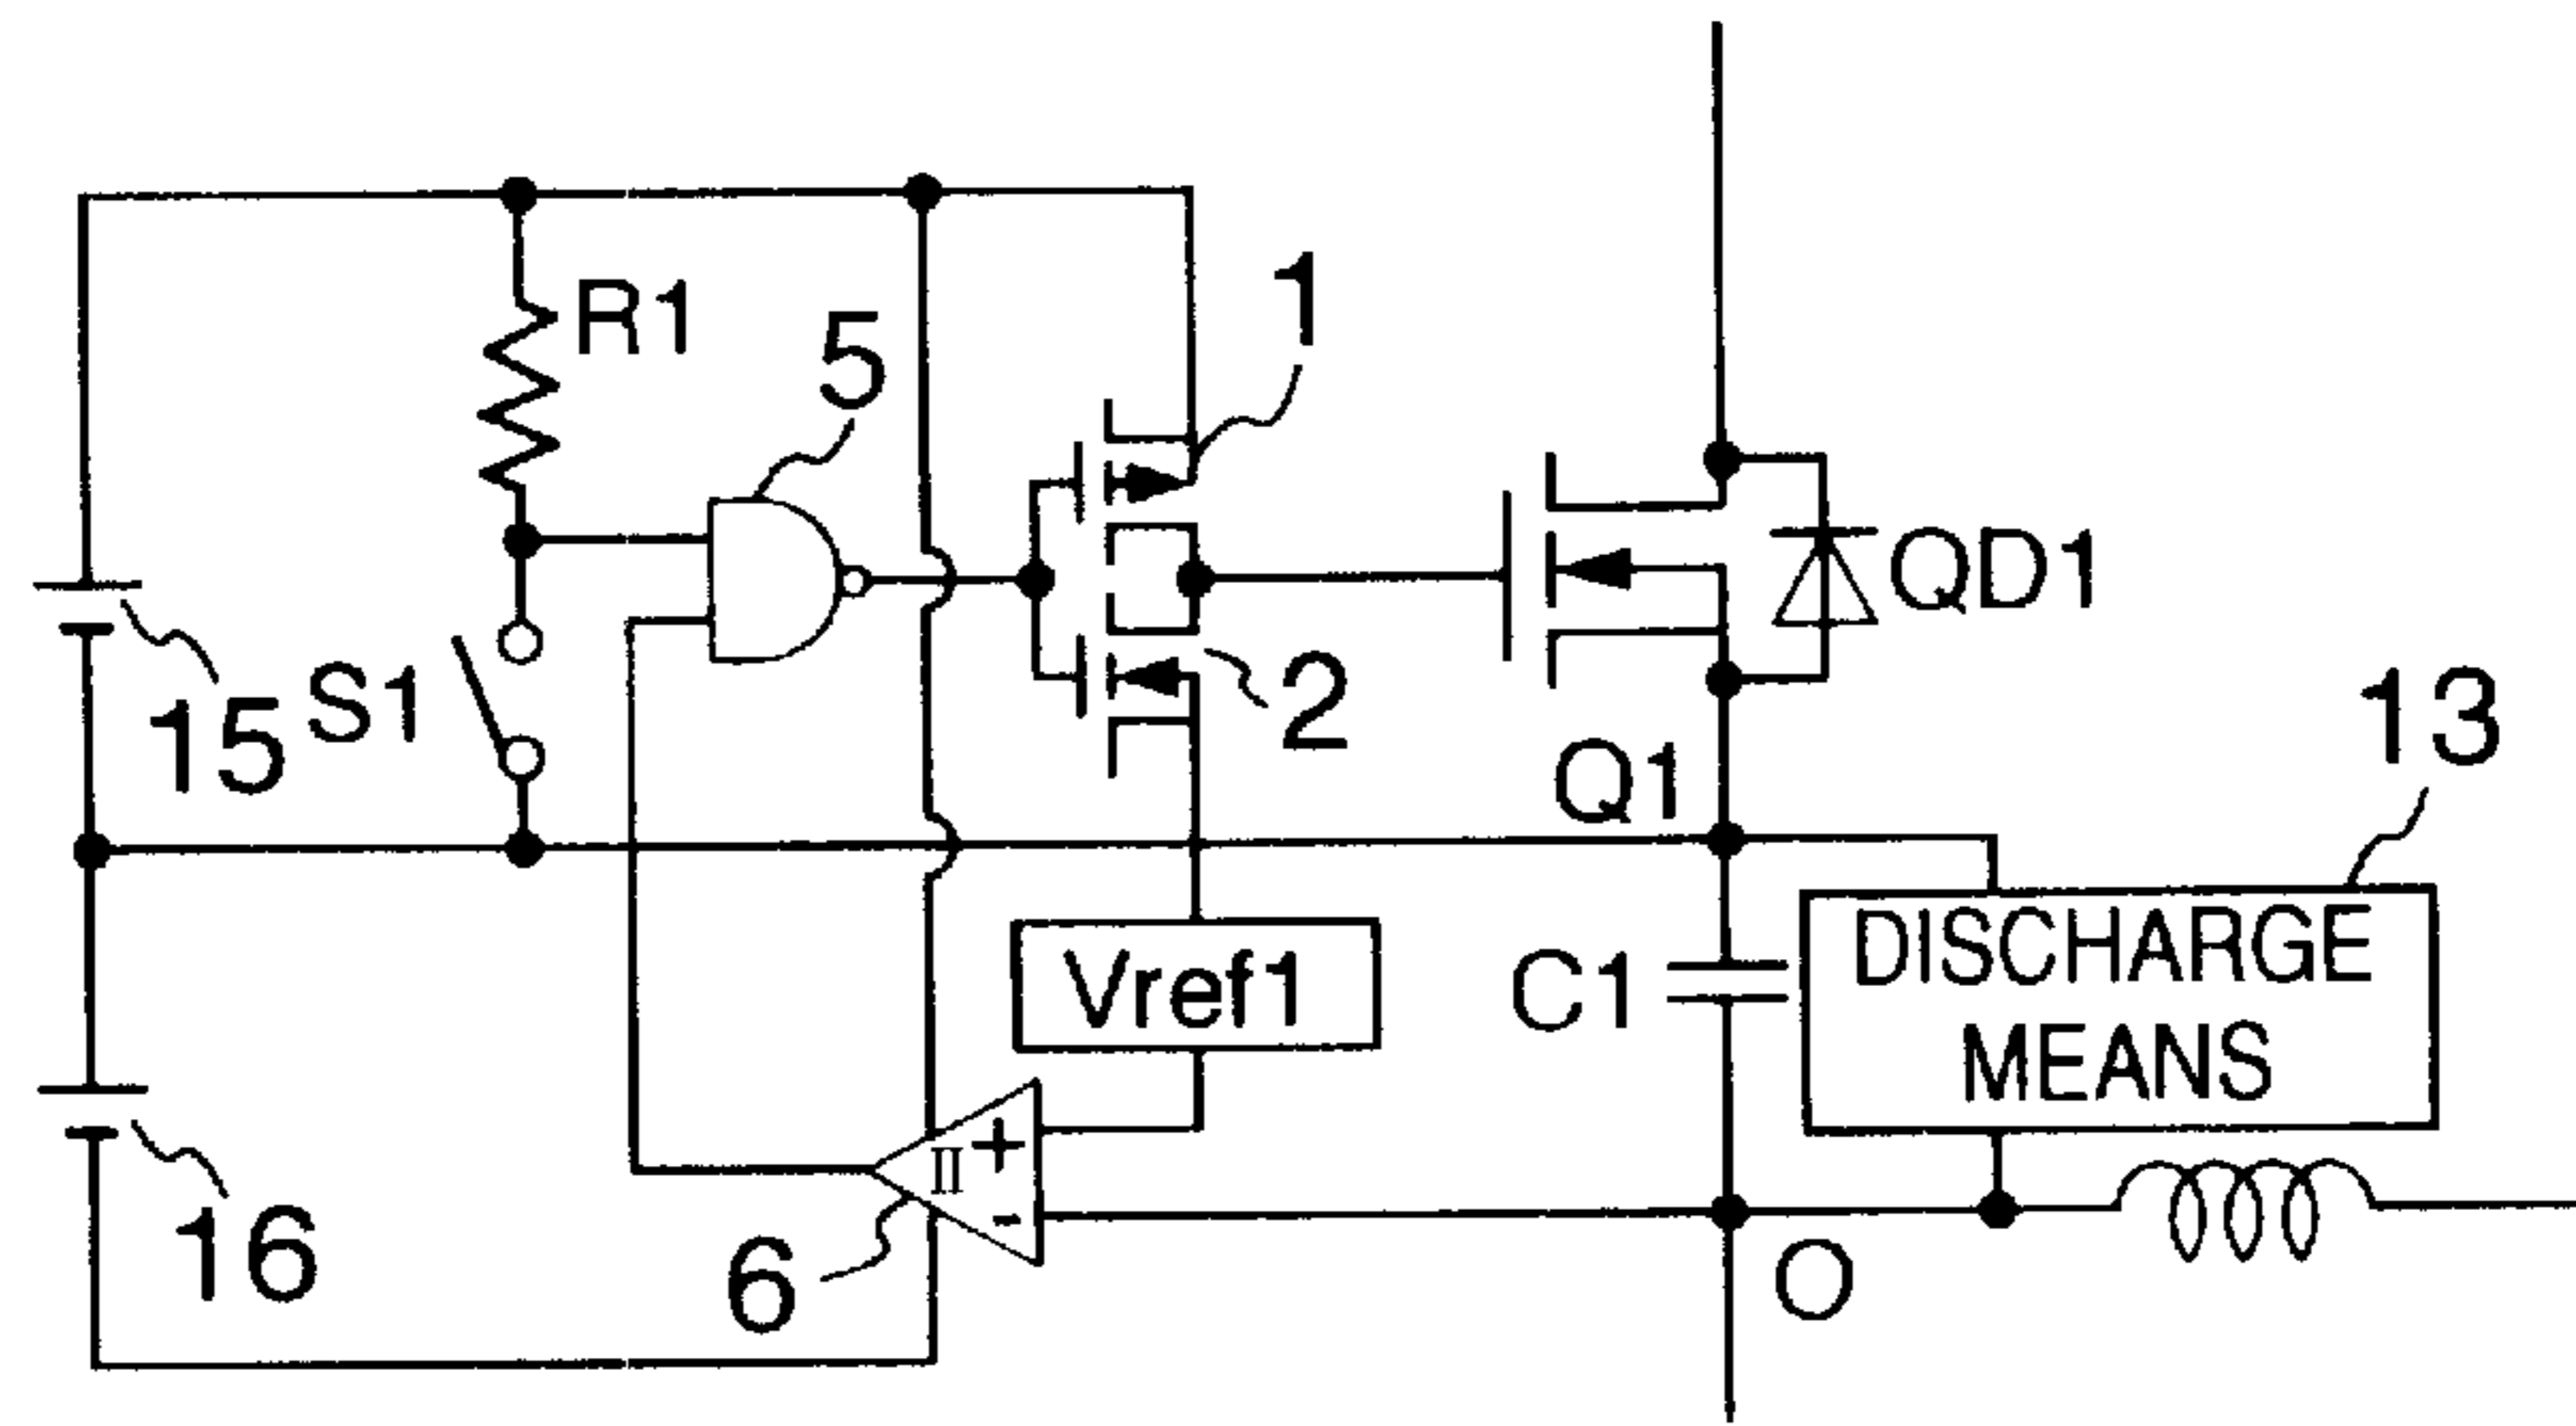 1
R1
5
QD1
15
S1
2
13
Q1
DISCHARGE
MEANS
Vref1
C1
+
II
-
16
6
O